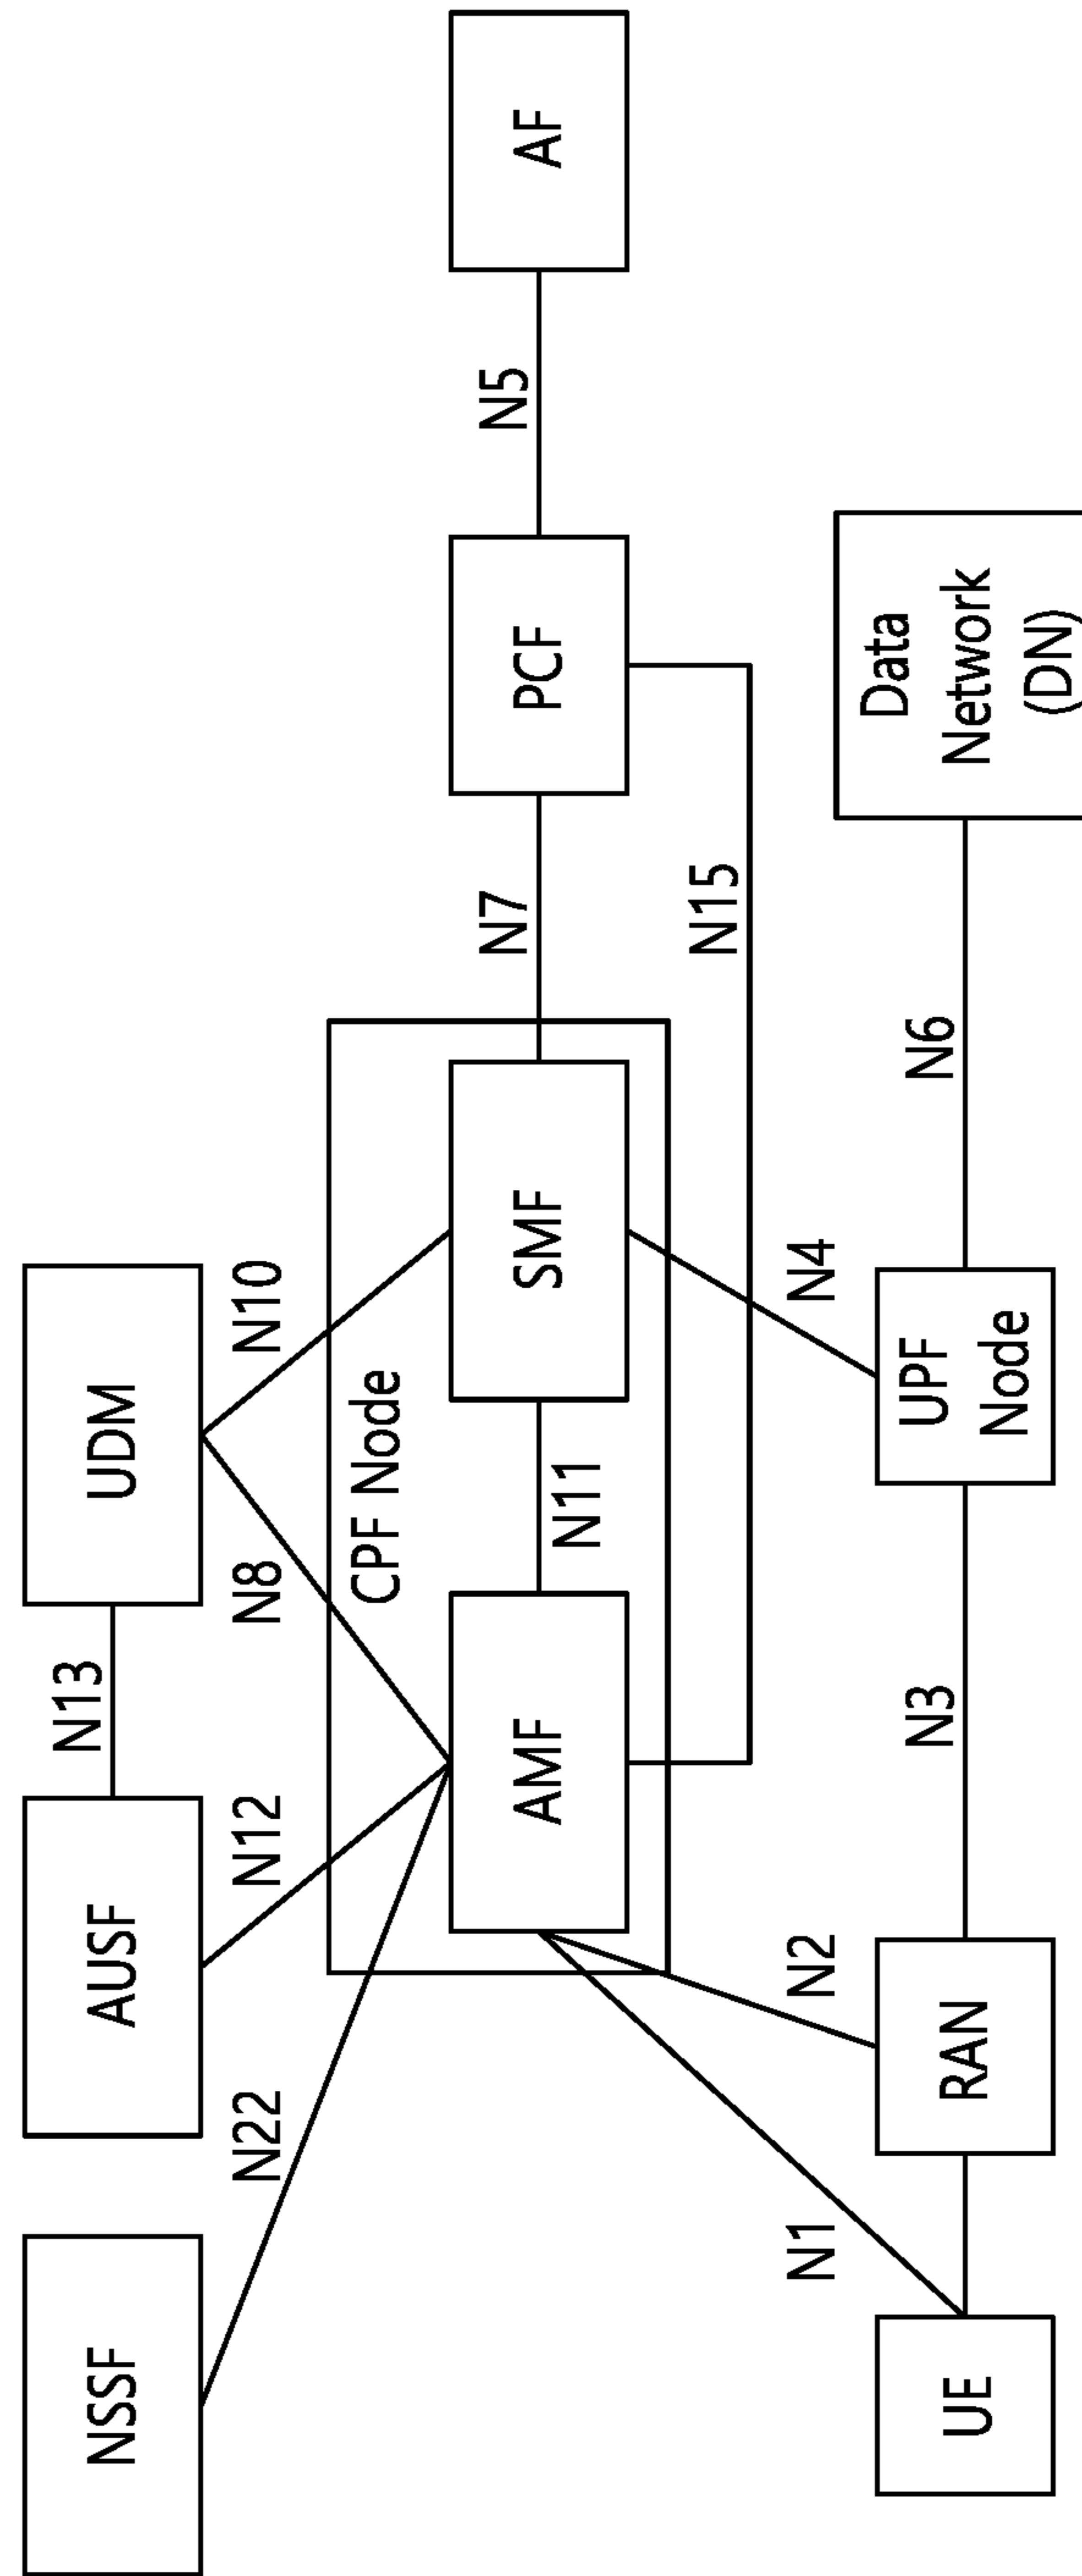 NSSF
AUSF
N13
UDM
N22
N12
N8
N10
CPF Node
AMF
N11
SMF
N7
PCF
N5
AF
N15
N1
N2
N4
UE
RAN
N3
UPF
Node
N6
Data
Network
(DN)